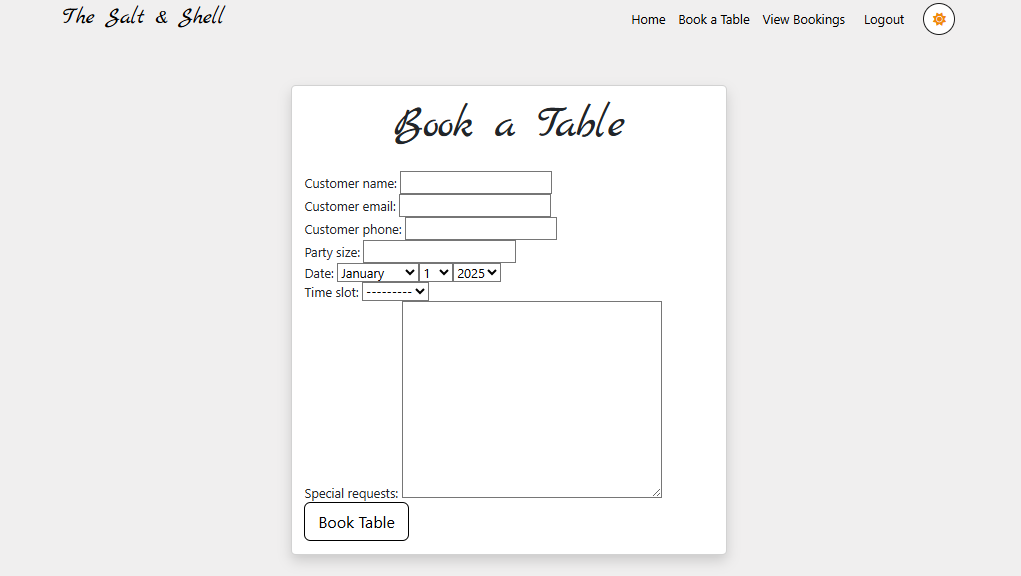 The Salt & Shell
Home Book a Table View Bookings Logout
Book a Table
Customer name:
Customer email:
Customer phone:
Party size:
Date: January 1 2025
Time slot: ---------
Special requests:
Book Table